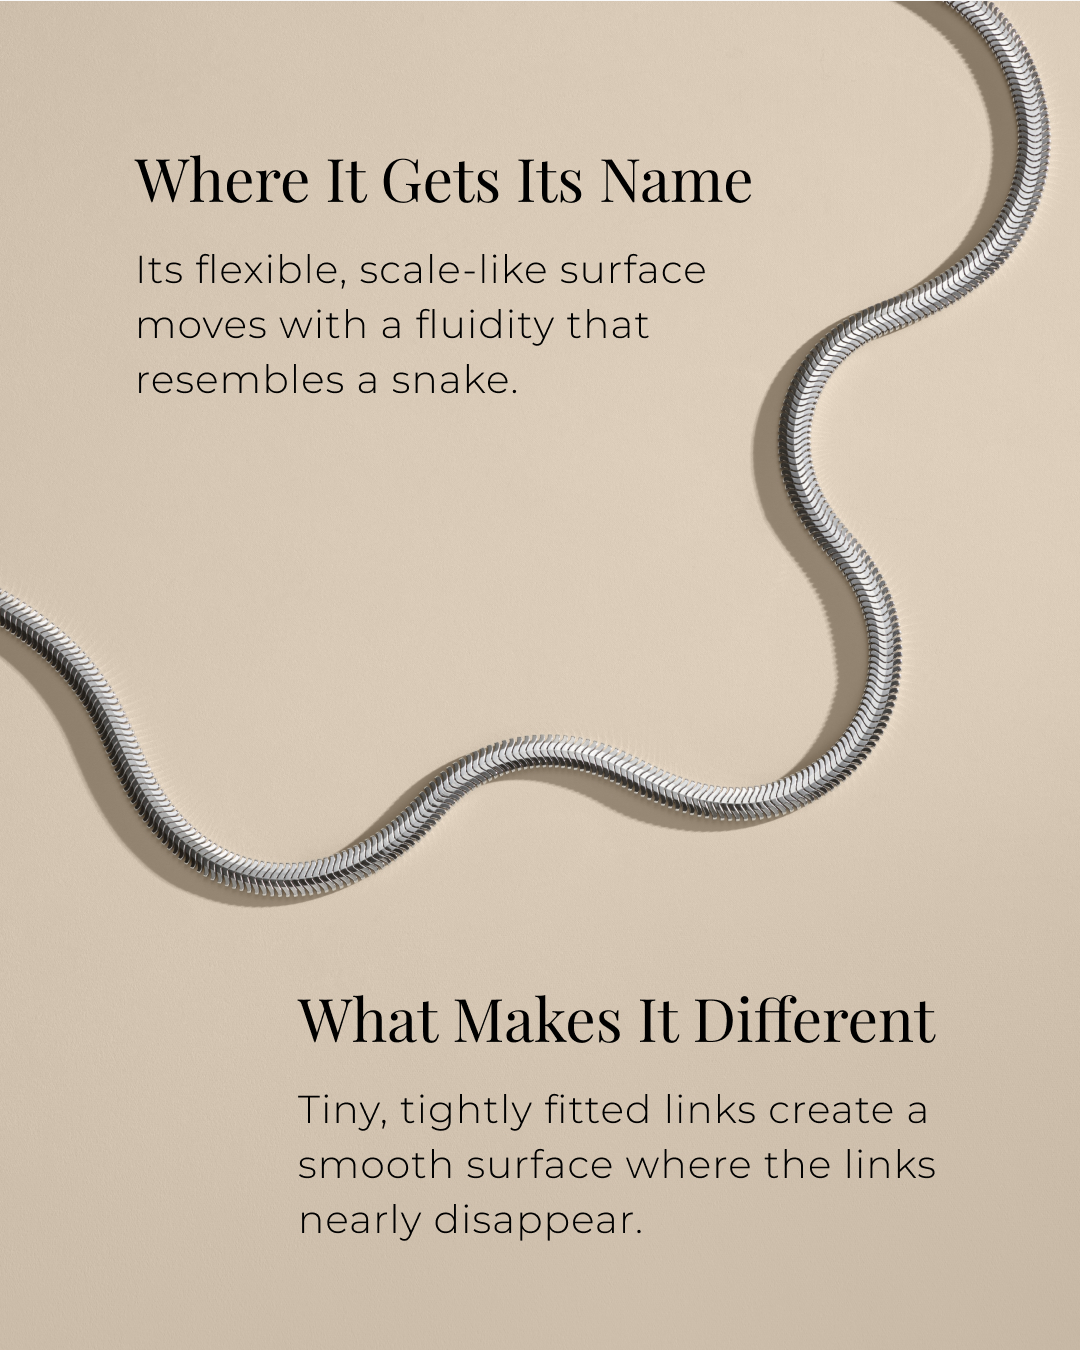 Where It Gets Its Name
Its flexible, scale-like surface
moves with a fluidity that
resembles a snake.
What Makes It Different
Tiny, tightly fitted links create a
smooth surface where the links
nearly disappear.